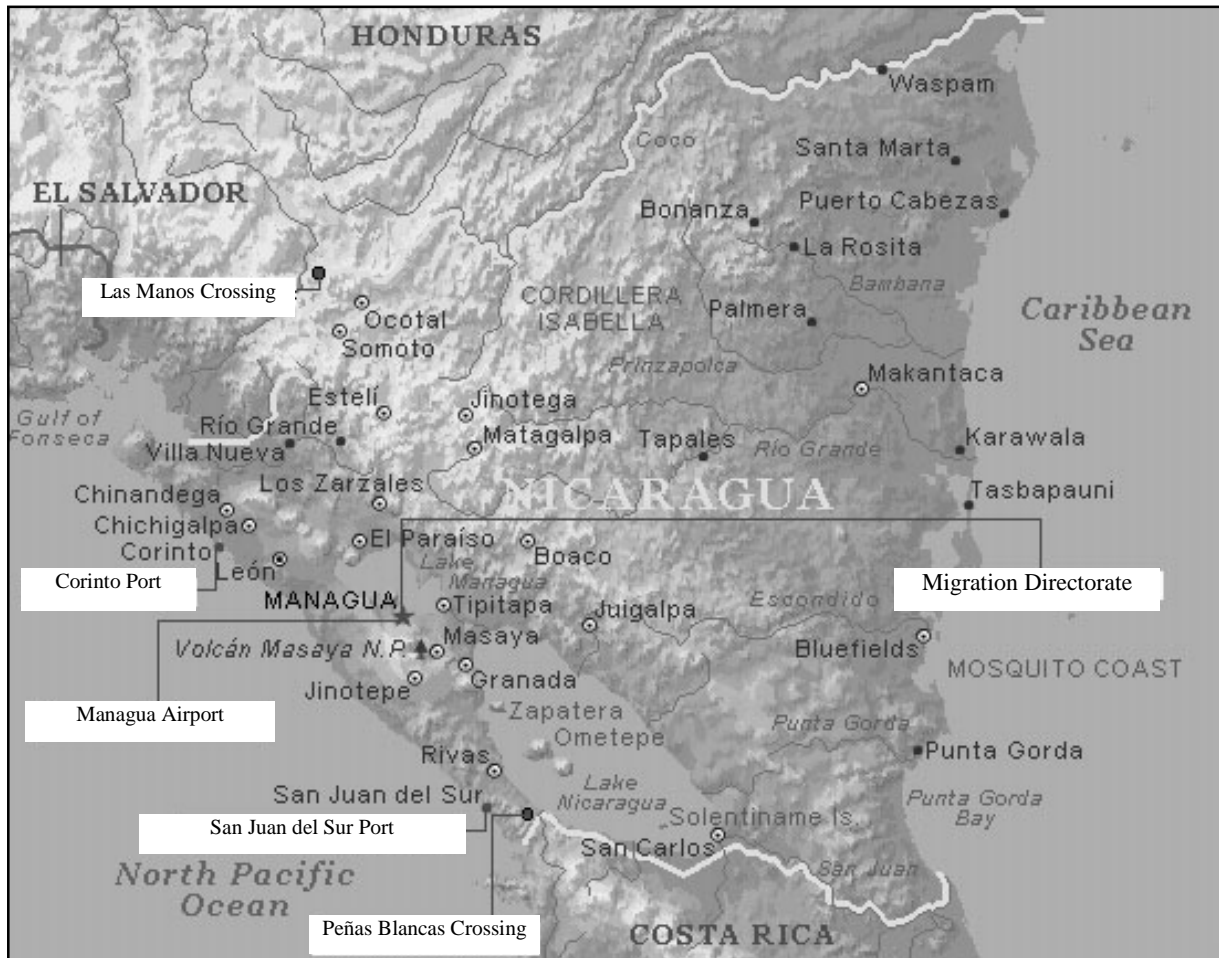 HONDURAS
Waspam
Coco
Santa Marta
EL SALVADOR
Bonanza
Puerto Cabezas
La Rosita
Las Manos Crossing
CORDILLERA
ISABELLA
Bambana
Ocotal
Palmera
Caribbean
Sea
Somoto
Prinzapolca
Makantaca
Estelí
Jinotega
Gulf of
Fonseca
Río Grande
Villa Nueva
Matagalpa
Tapales
Río Grande
Karawala
Los Zarzales
NICARAGUA
Tasbapauni
Chinandega
Chichigalpa
Corinto
El Paraíso
Boaco
León
Lake
Managua
Corinto Port
Migration Directorate
MANAGUA
Tipitapa
Juigalpa
Escondido
Volcán Masaya N.P.
Masaya
Bluefields
MOSQUITO COAST
Jinotepe
Granada
Managua Airport
Zapatera
Ometepe
Punta Gorda
Punta Gorda
Rivas
Lake
Nicaragua
San Juan del Sur
Punta Gorda
Bay
San Juan del Sur Port
Solentiname Is.
San Carlos
San Juan
North Pacific
Ocean
Peñas Blancas Crossing
COSTA RICA